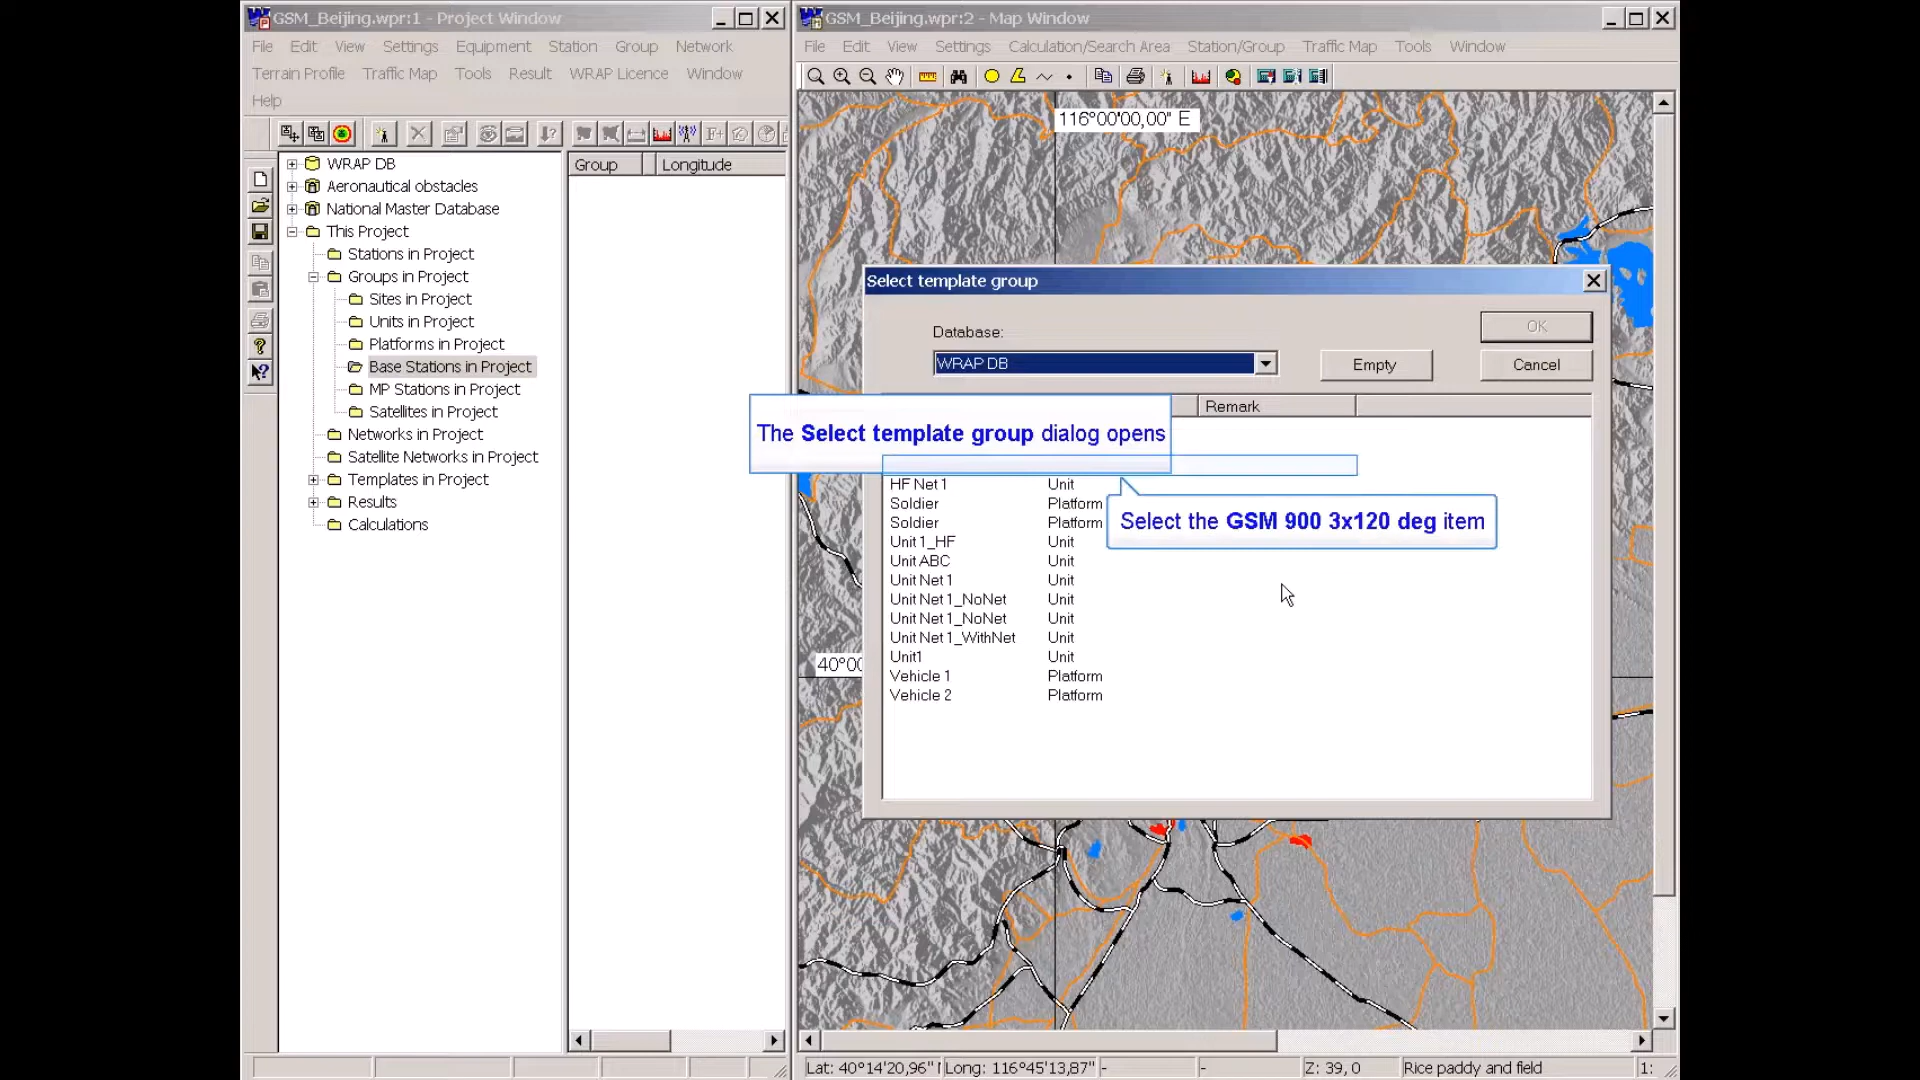 GSM_Beijing.wpr:1 - Project Window
File Edit View Settings Equipment Station Group Network
Terrain Profile Traffic Map Tools Result WRAP Licence Window
Help
WRAP DB
Aeronautical obstacles
National Master Database
This Project
Stations in Project
Groups in Project
Sites in Project
Units in Project
Platforms in Project
Base Stations in Project
MP Stations in Project
Satellites in Project
Networks in Project
Satellite Networks in Project
Templates in Project
Results
Calculations
Group Longitude
GSM_Beijing.wpr:2 - Map Window
File Edit View Settings Calculation/Search Area Station/Group Traffic Map Tools Window
116°00'00,00" E
Select template group
Database:
WRAP DB
Empty
OK
Cancel
Remark
The Select template group dialog opens
Select the GSM 900 3x120 deg item
HF Net 1 Unit
Soldier Platform
Soldier Platform
Unit 1_HF Unit
Unit ABC Unit
Unit Net 1 Unit
Unit Net 1_NoNet Unit
Unit Net 1_NoNet Unit
Unit Net 1_WithNet Unit
Unit1 Unit
Vehicle 1 Platform
Vehicle 2 Platform
40°00
Lat: 40°14'20,96" Long: 116°45'13,87" - - Z: 39, 0 Rice paddy and field 1: